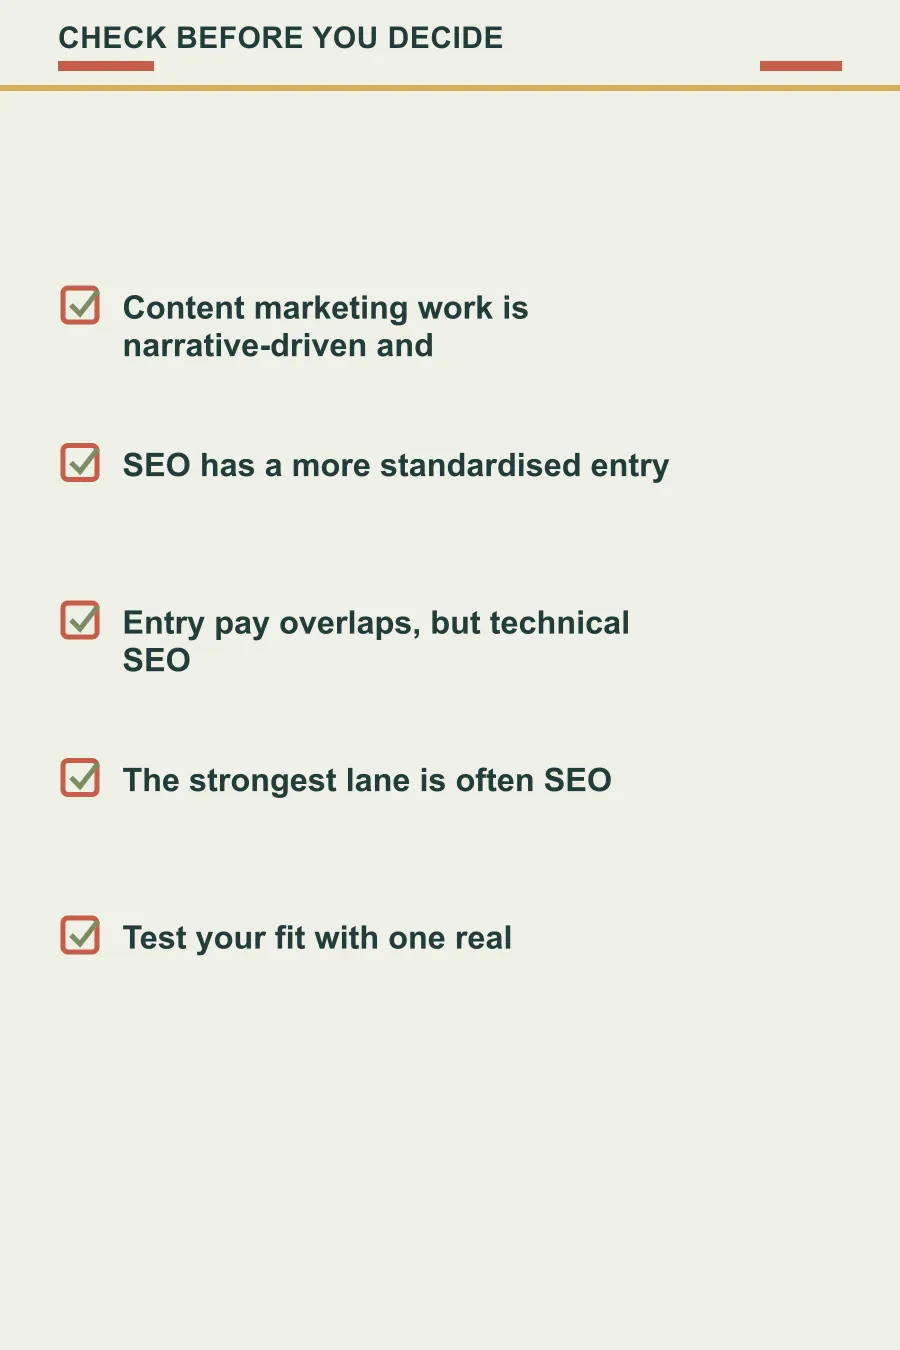 CHECK BEFORE YOU DECIDE
Content marketing work is
narrative-driven and
SEO has a more standardised entry
Entry pay overlaps, but technical
SEO
The strongest lane is often SEO
Test your fit with one real